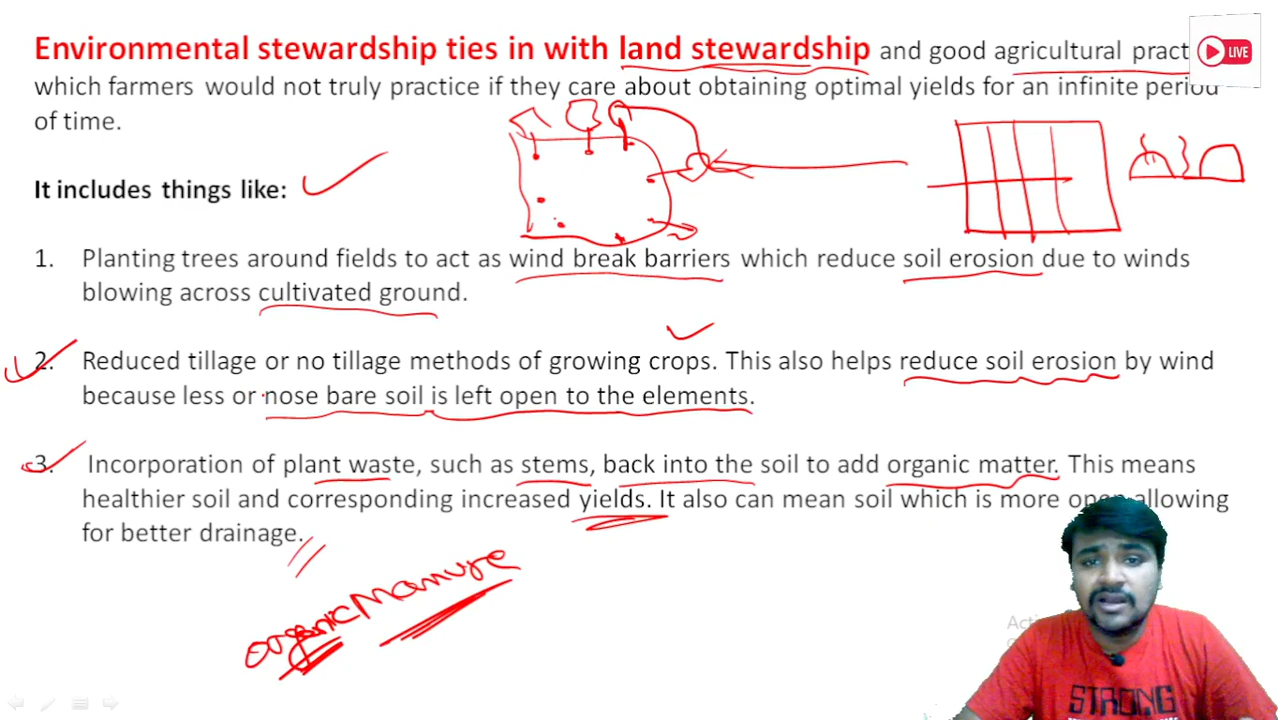 Environmental stewardship ties in with land stewardship and good agricultural pract
LIVE
which farmers would not truly practice if they care about obtaining optimal yields for an infinite period
of time.
It includes things like:
1. Planting trees around fields to act as wind break barriers which reduce soil erosion due to winds
blowing across cultivated ground.
2. Reduced tillage or no tillage methods of growing crops. This also helps reduce soil erosion by wind
because less or nose bare soil is left open to the elements.
3. Incorporation of plant waste, such as stems, back into the soil to add organic matter. This means
healthier soil and corresponding increased yields. It also can mean soil which is more open allowing
for better drainage.
organic Manure
STRONG